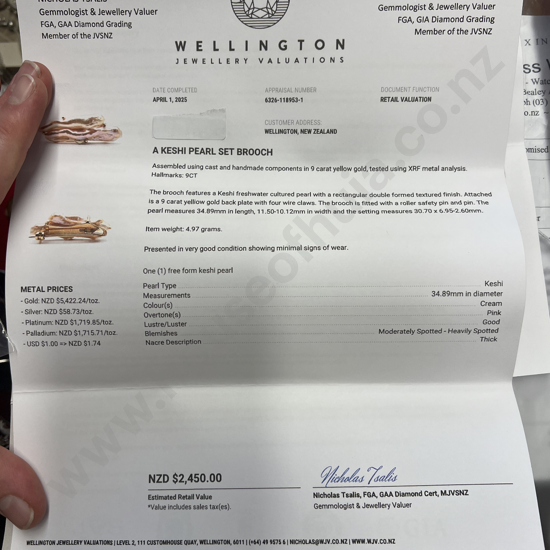 Gemmologist & Jewellery Valuer
FGA, GAA Diamond Grading
Member of the JVSNZ
Gemmologist & Jewellery Valuer
FGA, GIA Diamond Grading
Member of the JVSNZ
WELLINGTON
JEWELLERY VALUATIONS
DATE COMPLETED
APRIL 1, 2025
APPRAISAL NUMBER
6326-118953-1
DOCUMENT FUNCTION
RETAIL VALUATION
CUSTOMER ADDRESS:
WELLINGTON, NEW ZEALAND
A KESHI PEARL SET BROOCH
Assembled using cast and handmade components in 9 carat yellow gold, tested using XRF metal analysis.
Hallmarks: 9CT
The brooch features a Keshi freshwater cultured pearl with a rectangular double formed textured finish. Attached
is a 9 carat yellow gold back plate with four wire claws. The brooch is fitted with a roller safety pin and pin. The
pearl measures 34.89mm in length, 11.50-10.12mm in width and the setting measures 30.70 x 6.95-2.60mm.
Item weight: 4.97 grams.
Presented in very good condition showing minimal signs of wear.
One (1) free form keshi pearl
Pearl Type Keshi
Measurements 34.89mm in diameter
Colour(s) Cream
Overtone(s) Pink
Lustre/Luster Good
Blemishes Moderately Spotted - Heavily Spotted
Nacre Description Thick
METAL PRICES
- Gold: NZD $5,422.24/toz.
- Silver: NZD $58.73/toz.
- Platinum: NZD $1,719.85/toz.
- Palladium: NZD $1,715.71/toz.
- USD $1.00 => NZD $1.74
NZD $2,450.00
Estimated Retail Value
*Value includes sales tax(es).
Nicholas Tsalis
Nicholas Tsalis, FGA, GAA Diamond Cert, MJVSNZ
Gemmologist & Jewellery Valuer
WELLINGTON JEWELLERY VALUATIONS | LEVEL 2, 111 CUSTOMHOUSE QUAY, WELLINGTON, 6011 | (+64) 49 9575 6 | NICHOLAS@WJV.CO.NZ | WWW.WJV.CO.NZ